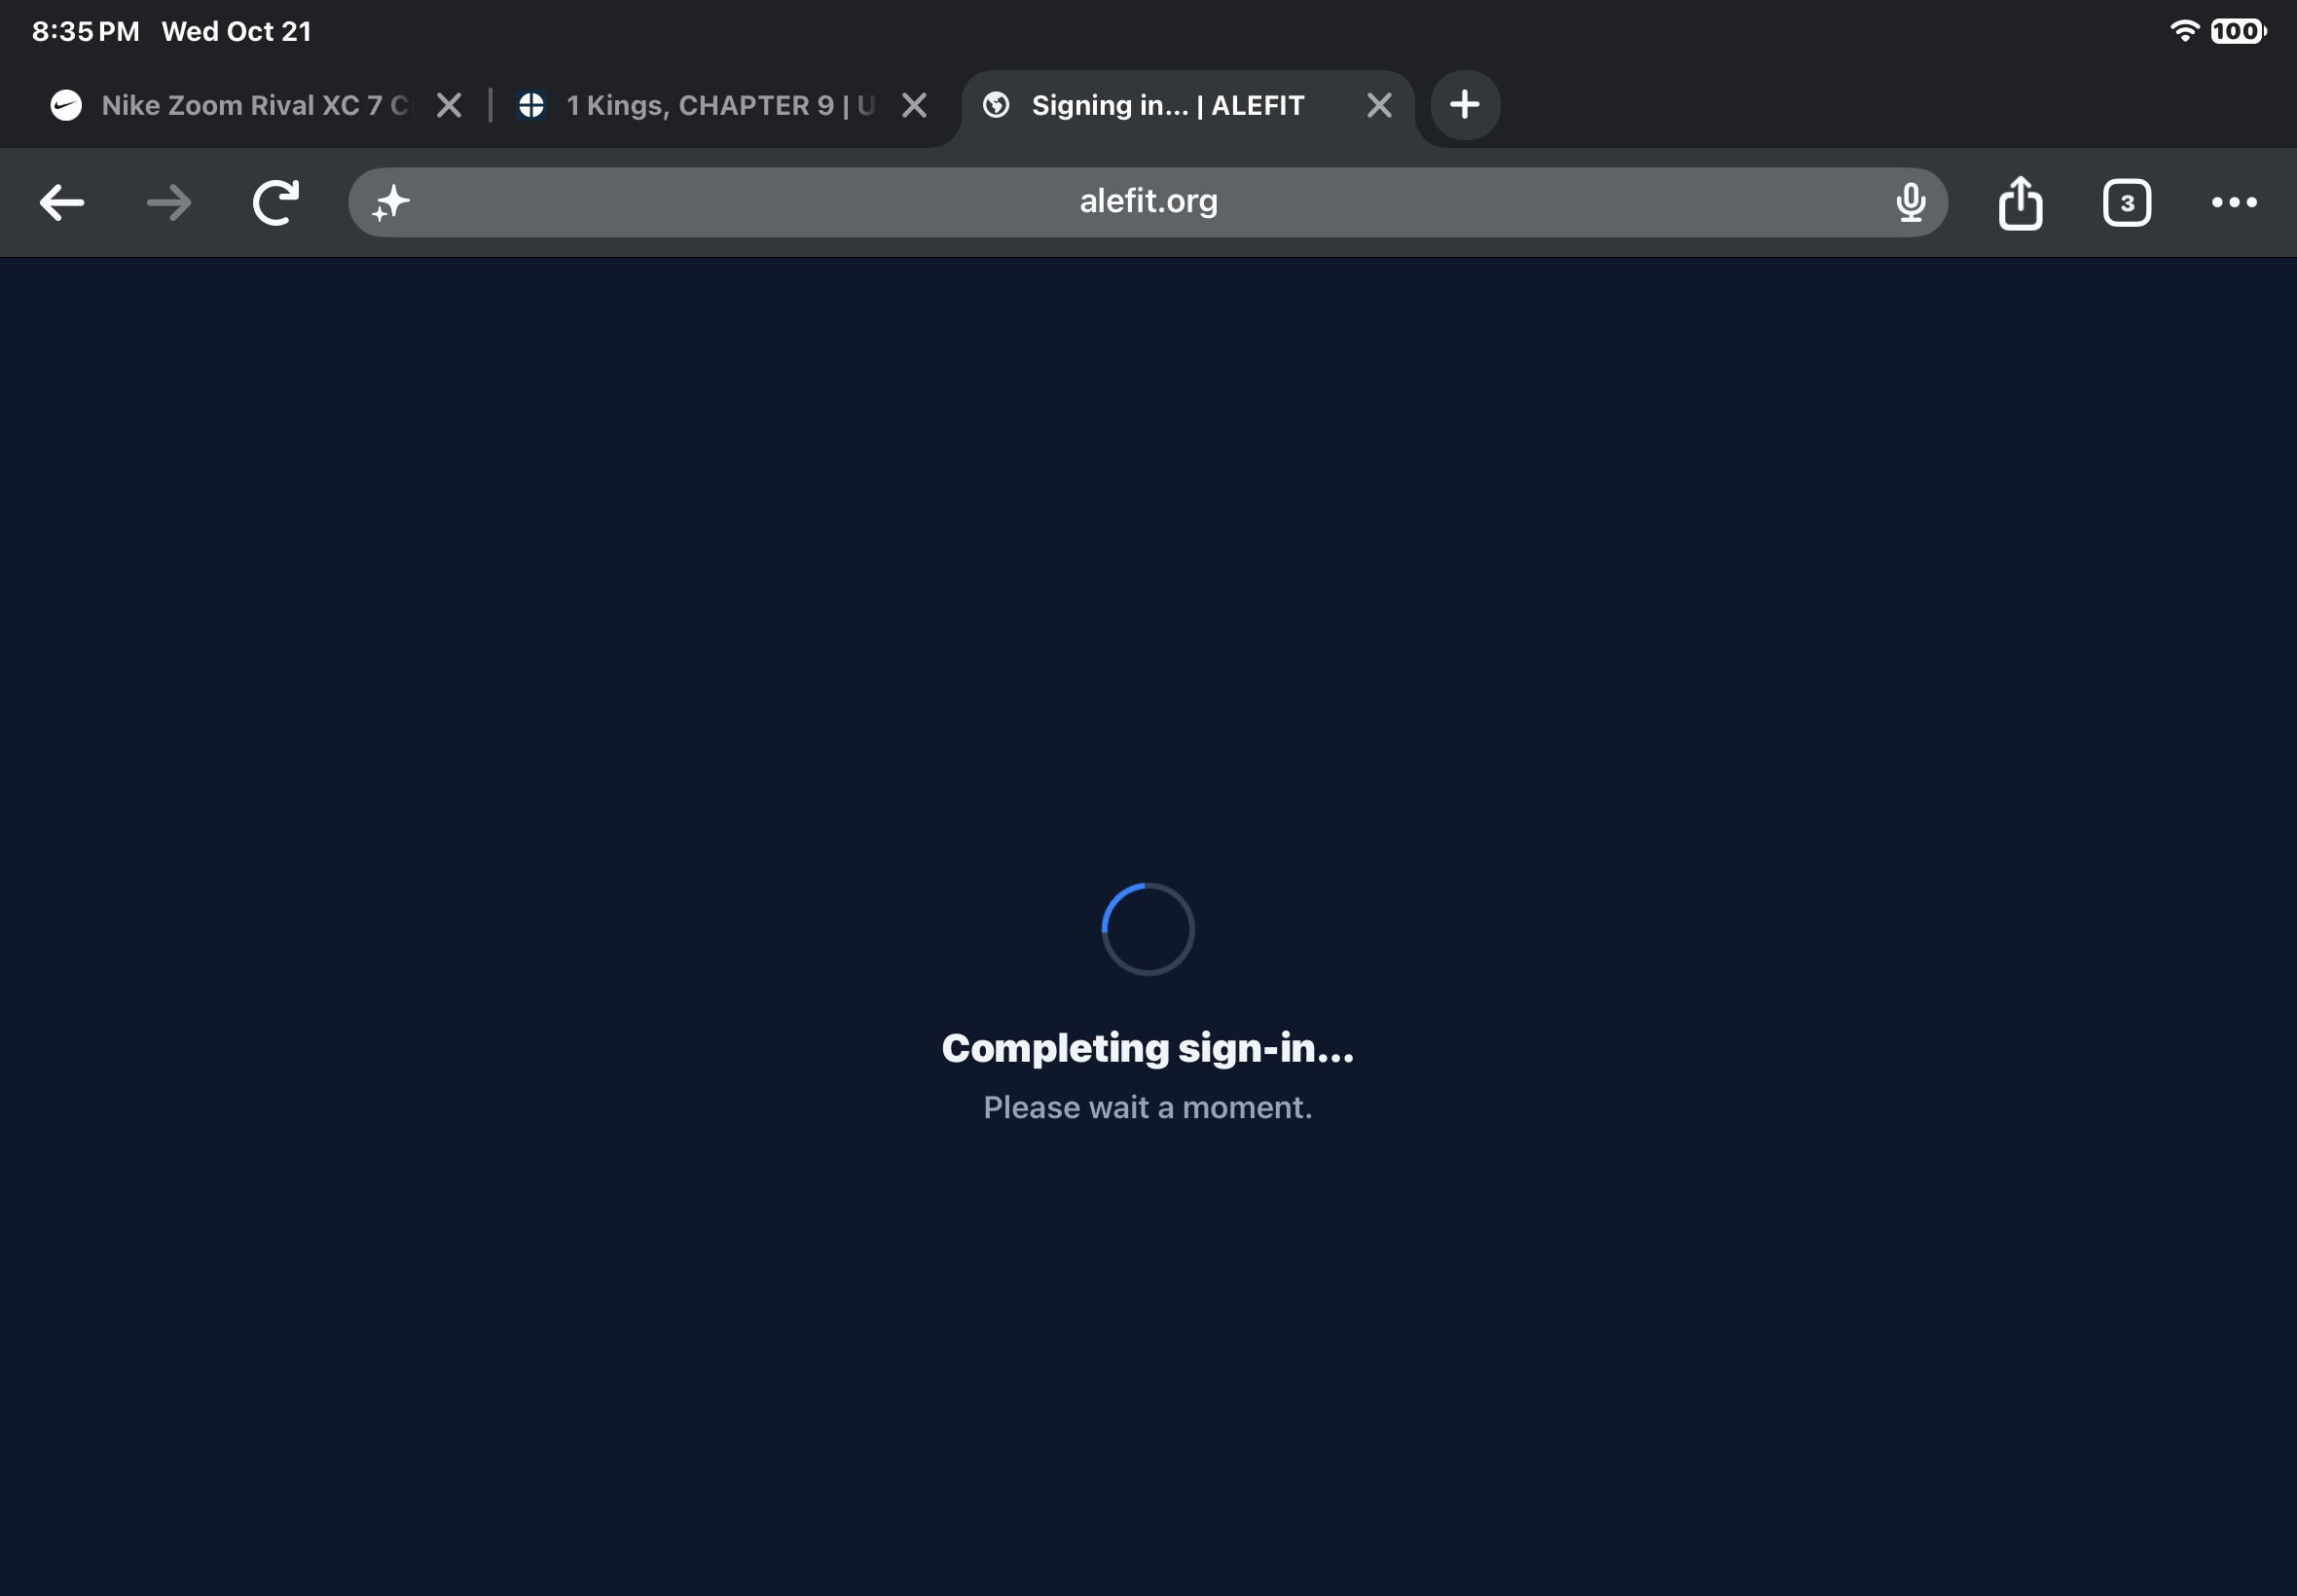 8:35 PM Wed Oct 21
100
Nike Zoom Rival XC 7 C
1 Kings, CHAPTER 9 | U
Signing in... | ALEFIT
alefit.org
3
Completing sign-in...
Please wait a moment.